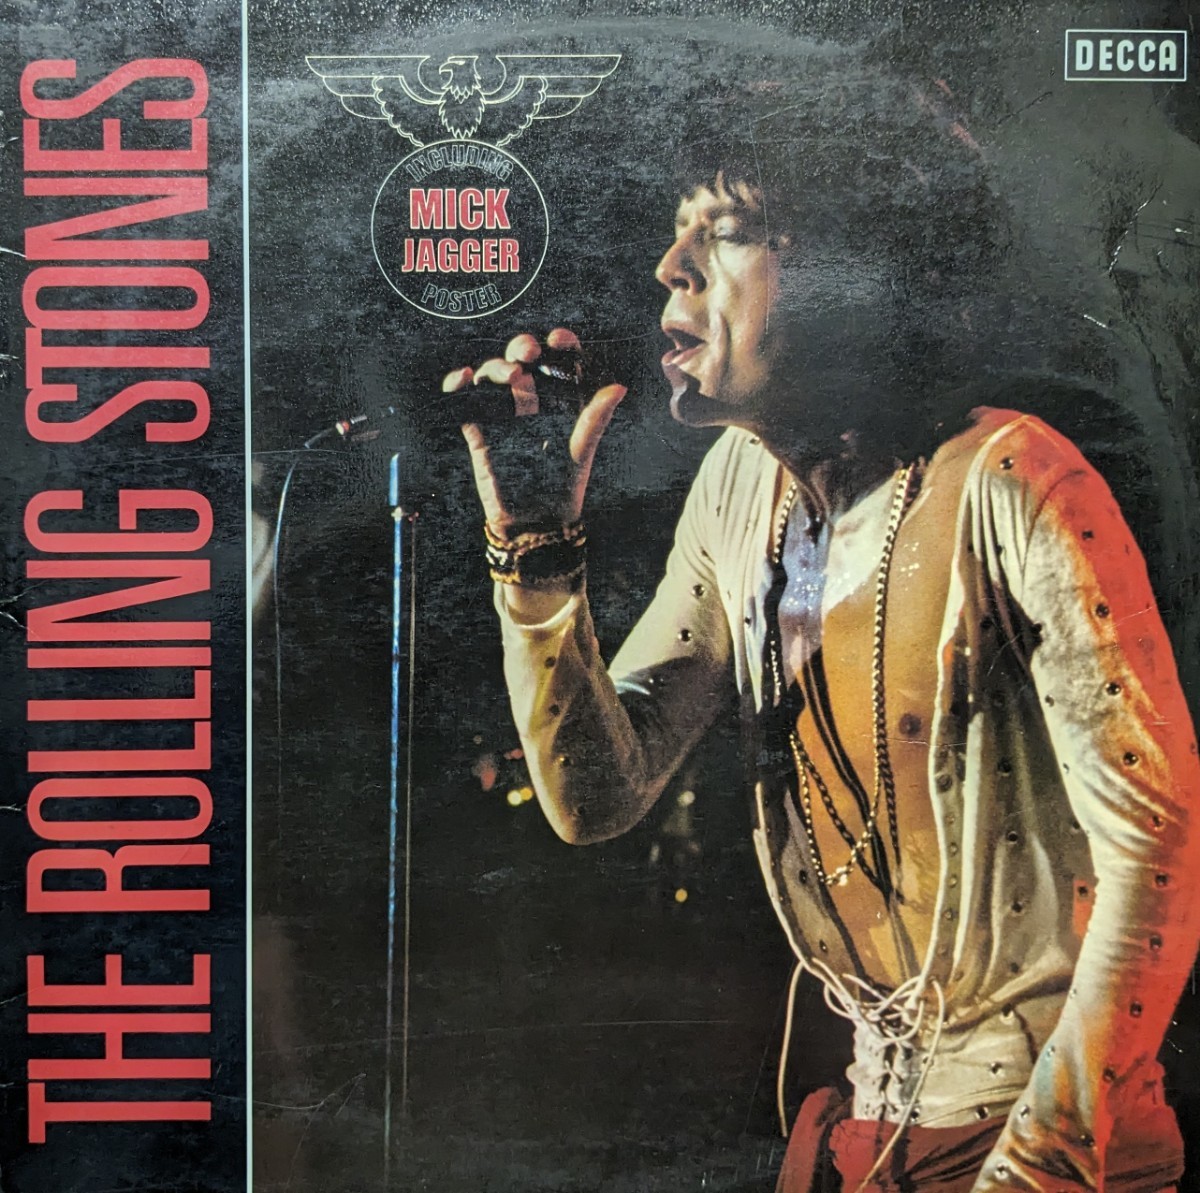 THE ROLLING STONES
INCLUDING
MICK
JAGGER
POSTER
DECCA